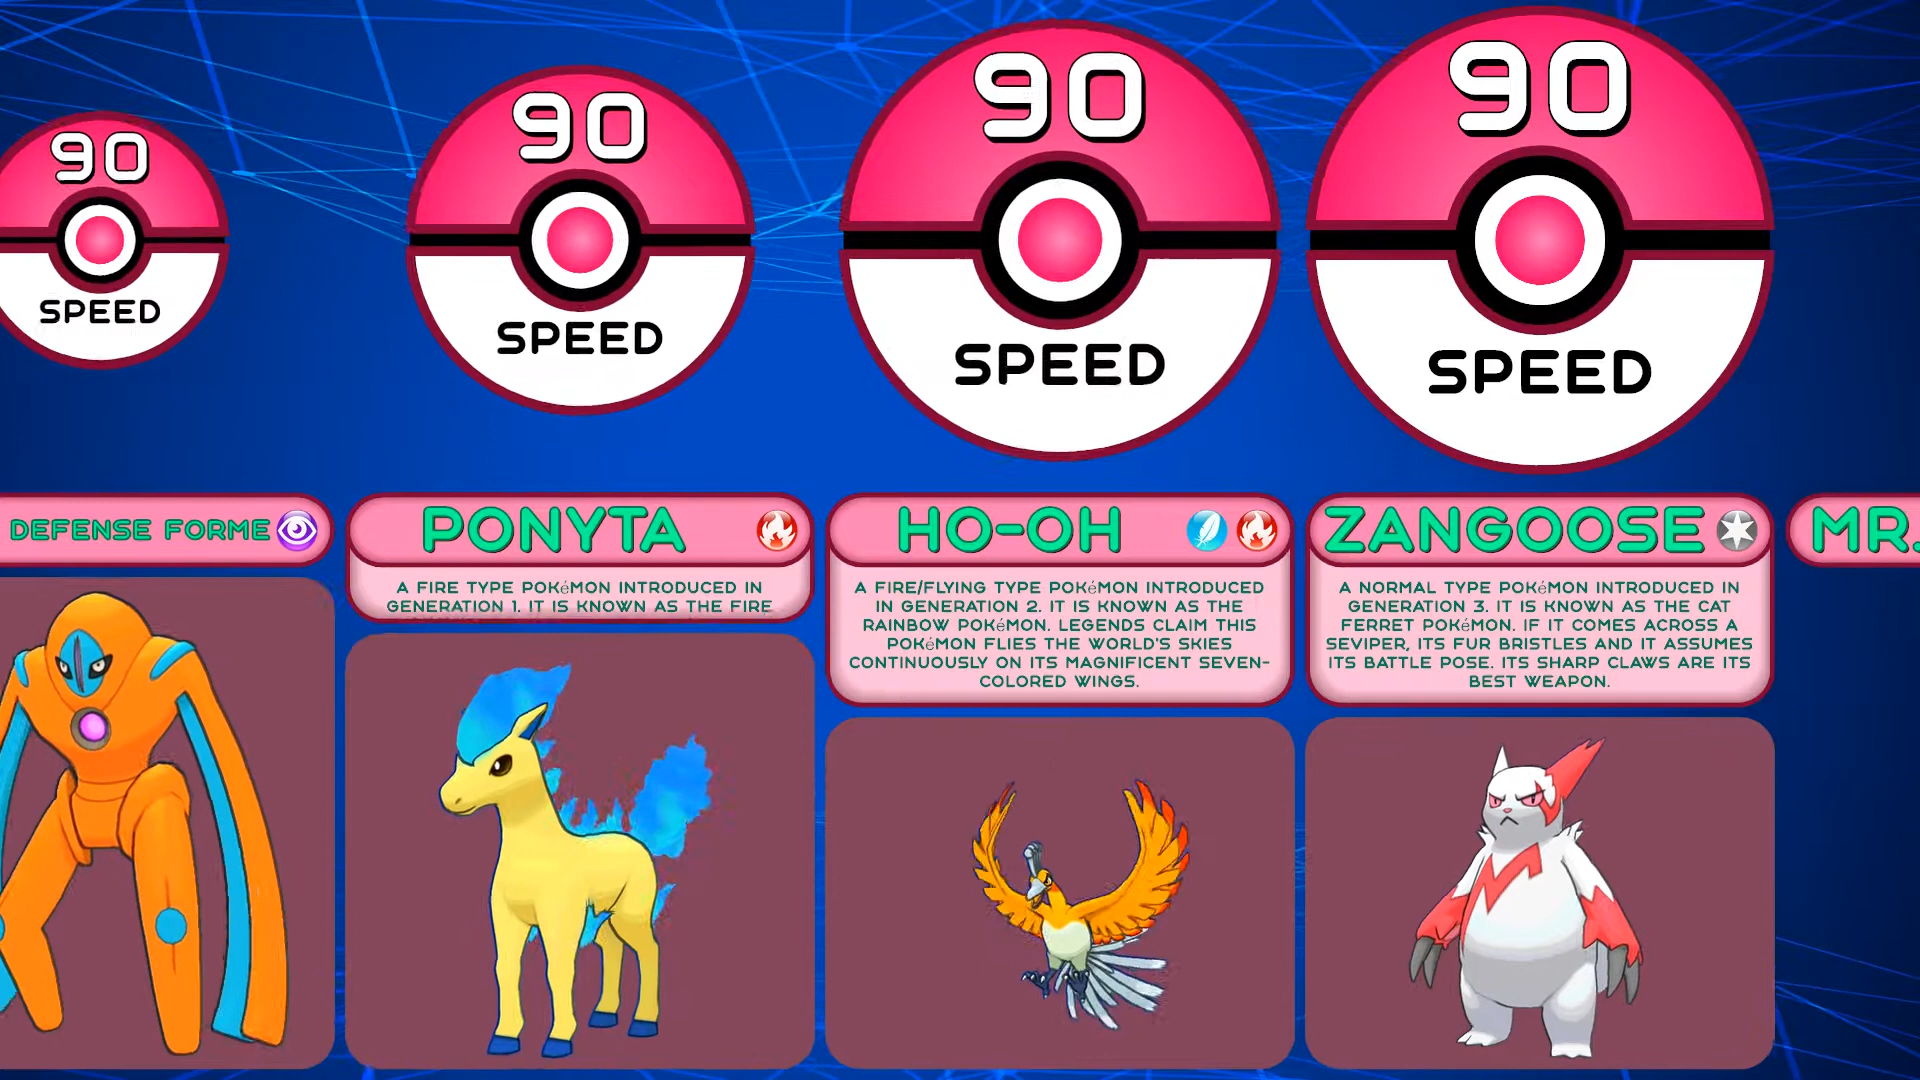 90
SPEED
90
SPEED
90
SPEED
90
SPEED
DEFENSE FORME
PONYTA
A FIRE TYPE POKéMON INTRODUCED IN
GENERATION 1. IT IS KNOWN AS THE FIRE
HO-OH
A FIRE/FLYING TYPE POKéMON INTRODUCED
IN GENERATION 2. IT IS KNOWN AS THE
RAINBOW POKéMON. LEGENDS CLAIM THIS
POKéMON FLIES THE WORLD'S SKIES
CONTINUOUSLY ON ITS MAGNIFICENT SEVEN-
COLORED WINGS.
ZANGOOSE
A NORMAL TYPE POKéMON INTRODUCED IN
GENERATION 3. IT IS KNOWN AS THE CAT
FERRET POKéMON. IF IT COMES ACROSS A
SEVIPER, ITS FUR BRISTLES AND IT ASSUMES
ITS BATTLE POSE. ITS SHARP CLAWS ARE ITS
BEST WEAPON.
MR.